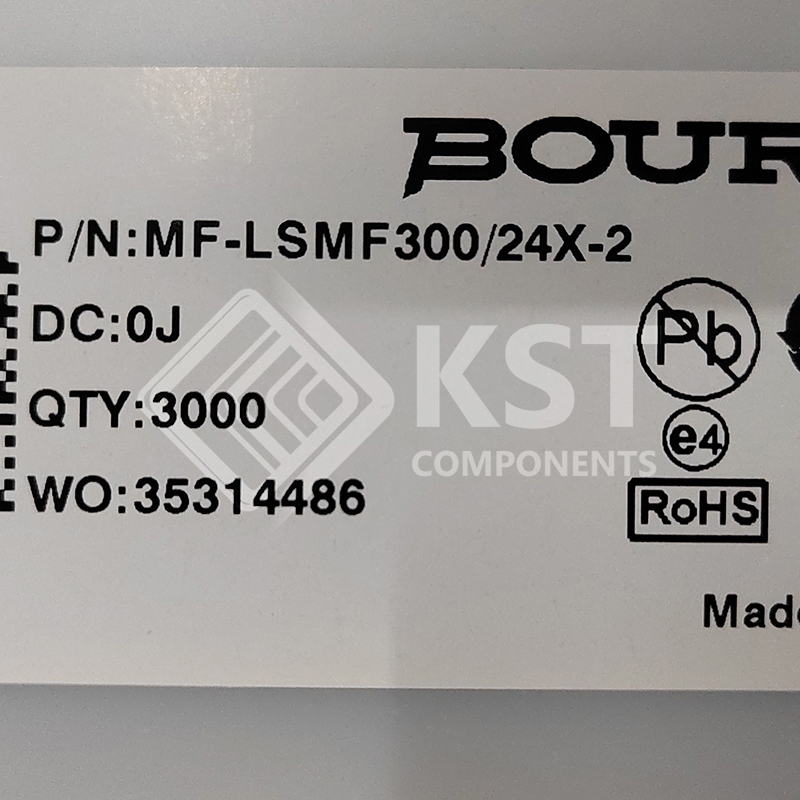 BOUR
P/N:MF-LSMF300/24X-2
DC:0J
QTY:3000
WO:35314486
Pb
e4
RoHS
KST
COMPONENTS
Made